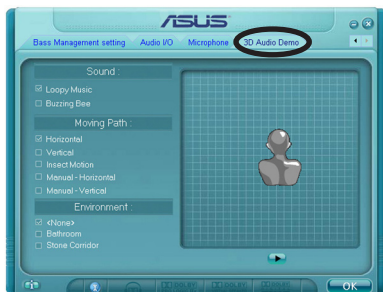 ASUS
Bass Management setting Audio I/O Microphone 3D Audio Demo
Sound :
Loopy Music
Buzzing Bee
Moving Path :
Horizontal
Vertical
Insect Motion
Manual - Horizontal
Manual - Vertical
Environment :
<None>
Bathroom
Stone Corridor
OK